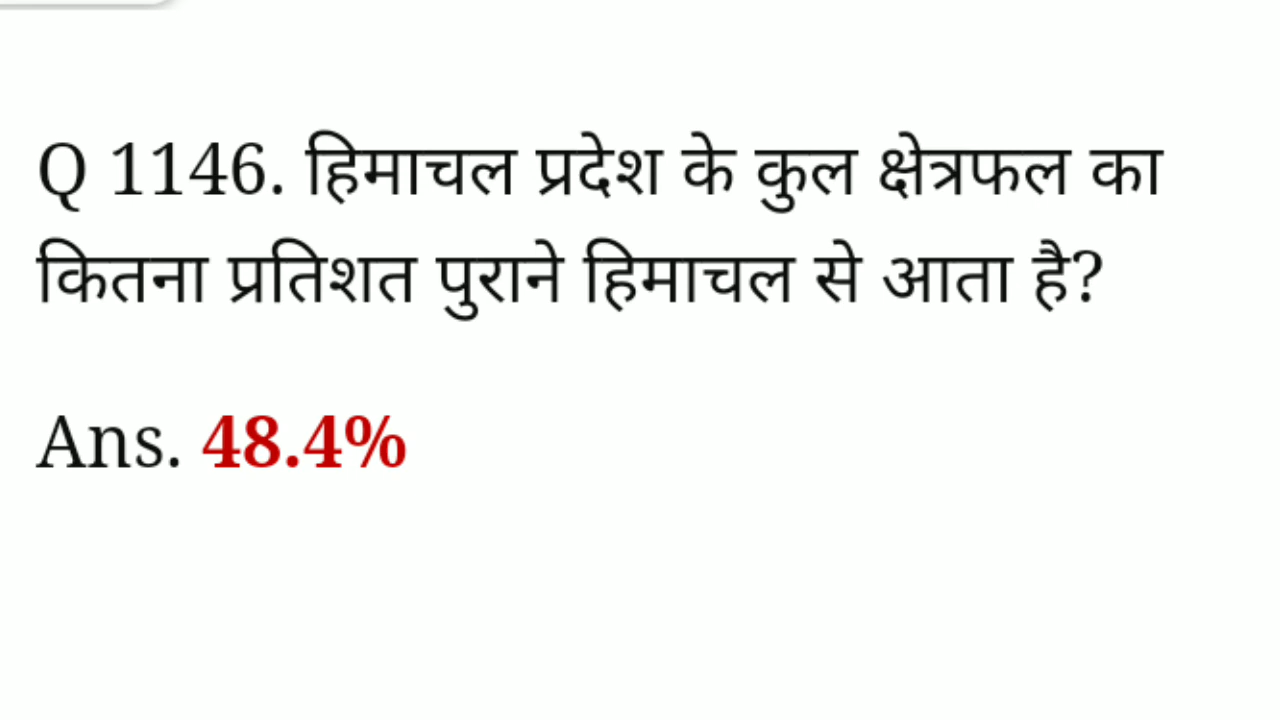 Q 1146. हिमाचल प्रदेश के कुल क्षेत्रफल का
कितना प्रतिशत पुराने हिमाचल से आता है?
Ans. 48.4%